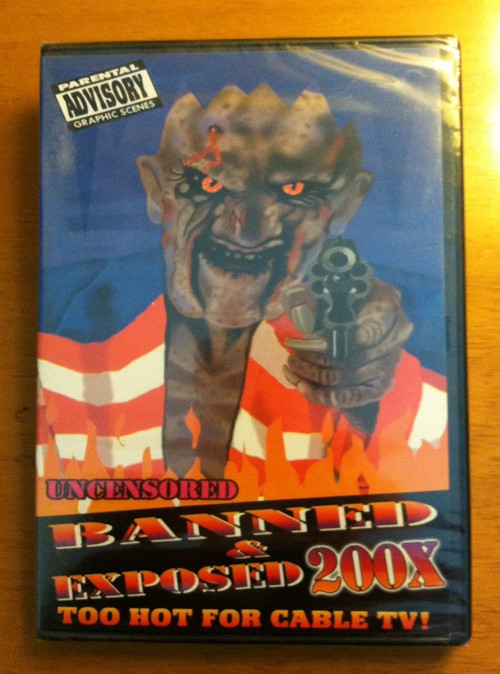 PARENTAL
ADVISORY
GRAPHIC SCENES
UNCENSORED
BANNED
&
EXPOSED 200X
TOO HOT FOR CABLE TV!